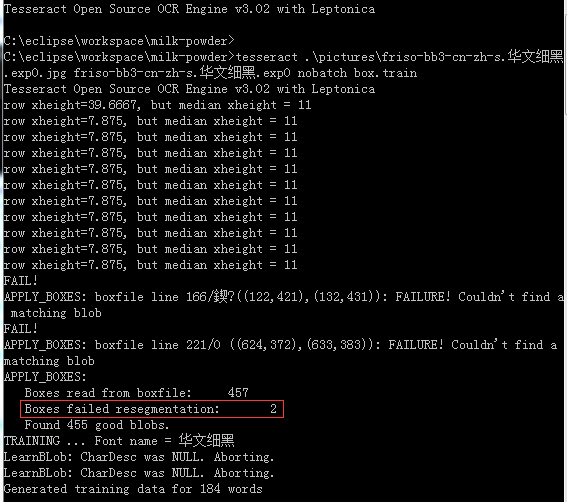 Tesseract Open Source OCR Engine v3.02 with Leptonica
C:\eclipse\workspace\milk-powder>
C:\eclipse\workspace\milk-powder>tesseract .\pictures\friso-bb3-cn-zh-s.华文细黑
.exp0.jpg friso-bb3-cn-zh-s.华文细黑.exp0 nobatch box.train
Tesseract Open Source OCR Engine v3.02 with Leptonica
row xheight=39.6667, but median xheight = 11
row xheight=7.875, but median xheight = 11
row xheight=7.875, but median xheight = 11
row xheight=7.875, but median xheight = 11
row xheight=7.875, but median xheight = 11
row xheight=7.875, but median xheight = 11
row xheight=7.875, but median xheight = 11
row xheight=7.875, but median xheight = 11
row xheight=7.875, but median xheight = 11
row xheight=7.875, but median xheight = 11
row xheight=7.875, but median xheight = 11
FAIL!
APPLY_BOXES: boxfile line 166/鍥?((122,421),(132,431)): FAILURE! Couldn't find a
matching blob
FAIL!
APPLY_BOXES: boxfile line 221/0 ((624,372),(633,383)): FAILURE! Couldn't find a
matching blob
APPLY_BOXES:
Boxes read from boxfile: 457
Boxes failed resegmentation: 2
Found 455 good blobs.
TRAINING ... Font name = 华文细黑
LearnBLob: CharDesc was NULL. Aborting.
LearnBLob: CharDesc was NULL. Aborting.
Generated training data for 184 words